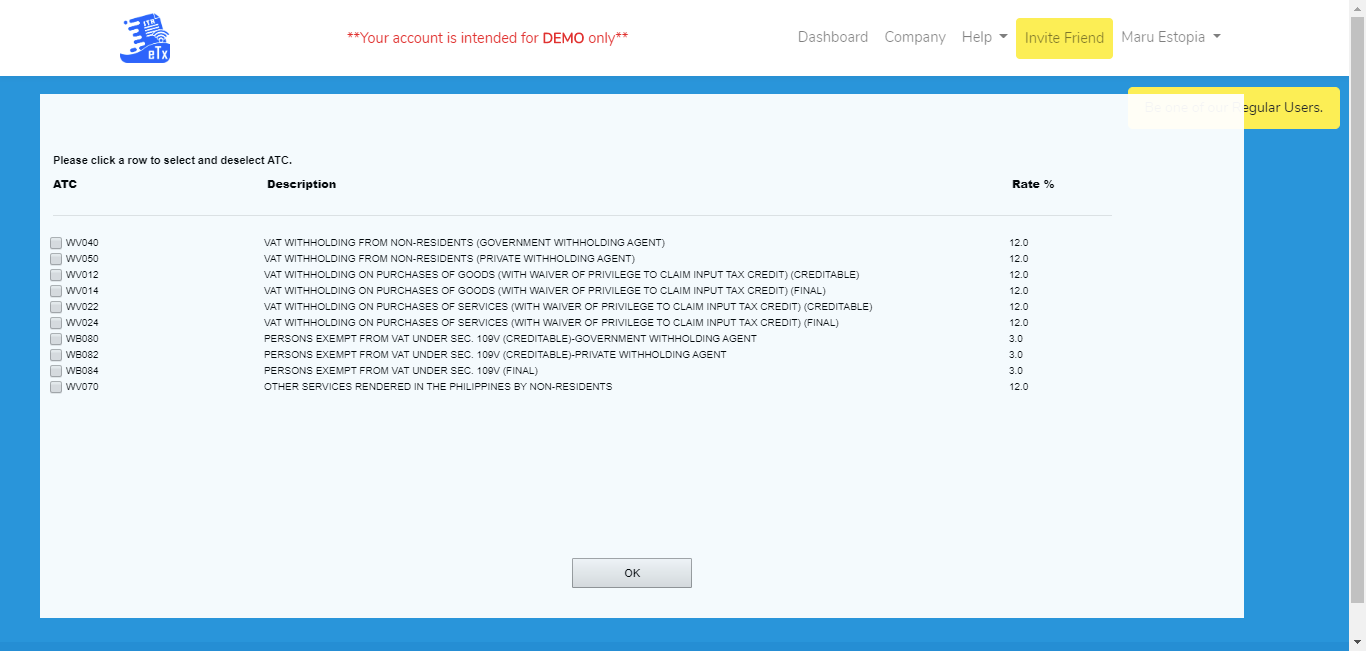 ITR
eTx
**Your account is intended for DEMO only**
Dashboard Company Help Invite Friend Maru Estopia
Be one of our Regular Users.
Please click a row to select and deselect ATC.
ATC Description Rate %
WV040 VAT WITHHOLDING FROM NON-RESIDENTS (GOVERNMENT WITHHOLDING AGENT) 12.0
WV050 VAT WITHHOLDING FROM NON-RESIDENTS (PRIVATE WITHHOLDING AGENT) 12.0
WV012 VAT WITHHOLDING ON PURCHASES OF GOODS (WITH WAIVER OF PRIVILEGE TO CLAIM INPUT TAX CREDIT) (CREDITABLE) 12.0
WV014 VAT WITHHOLDING ON PURCHASES OF GOODS (WITH WAIVER OF PRIVILEGE TO CLAIM INPUT TAX CREDIT) (FINAL) 12.0
WV022 VAT WITHHOLDING ON PURCHASES OF SERVICES (WITH WAIVER OF PRIVILEGE TO CLAIM INPUT TAX CREDIT) (CREDITABLE) 12.0
WV024 VAT WITHHOLDING ON PURCHASES OF SERVICES (WITH WAIVER OF PRIVILEGE TO CLAIM INPUT TAX CREDIT) (FINAL) 12.0
WB080 PERSONS EXEMPT FROM VAT UNDER SEC. 109V (CREDITABLE)-GOVERNMENT WITHHOLDING AGENT 3.0
WB082 PERSONS EXEMPT FROM VAT UNDER SEC. 109V (CREDITABLE)-PRIVATE WITHHOLDING AGENT 3.0
WB084 PERSONS EXEMPT FROM VAT UNDER SEC. 109V (FINAL) 3.0
WV070 OTHER SERVICES RENDERED IN THE PHILIPPINES BY NON-RESIDENTS 12.0
OK